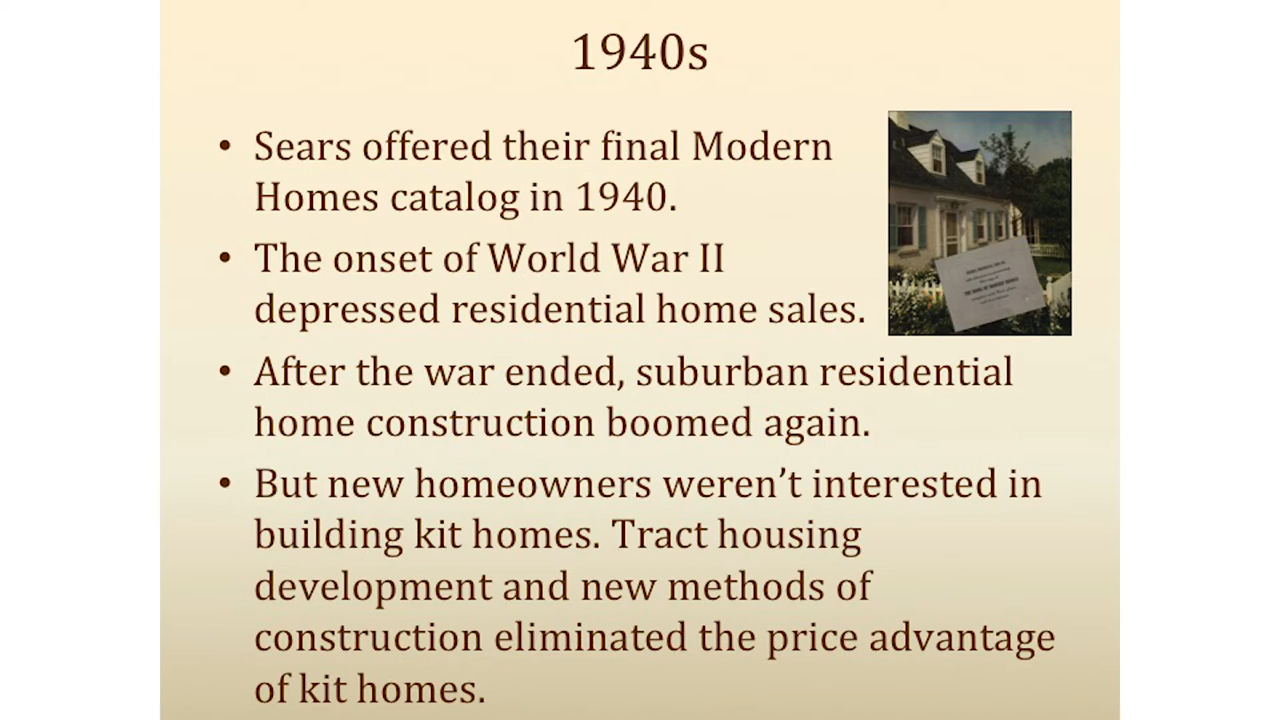 1940s
• Sears offered their final Modern
Homes catalog in 1940.
• The onset of World War II
depressed residential home sales.
• After the war ended, suburban residential
home construction boomed again.
• But new homeowners weren’t interested in
building kit homes. Tract housing
development and new methods of
construction eliminated the price advantage
of kit homes.